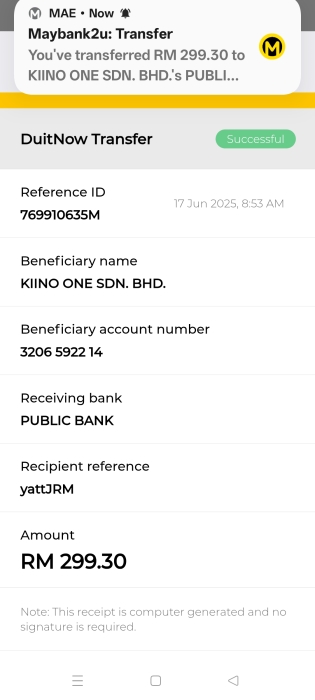 MAE • Now
Maybank2u: Transfer
You've transferred RM 299.30 to
KIINO ONE SDN. BHD.'s PUBLI...
DuitNow Transfer
Successful
Reference ID
769910635M
17 Jun 2025, 8:53 AM
Beneficiary name
KIINO ONE SDN. BHD.
Beneficiary account number
3206 5922 14
Receiving bank
PUBLIC BANK
Recipient reference
yattJRM
Amount
RM 299.30
Note: This receipt is computer generated and no
signature is required.